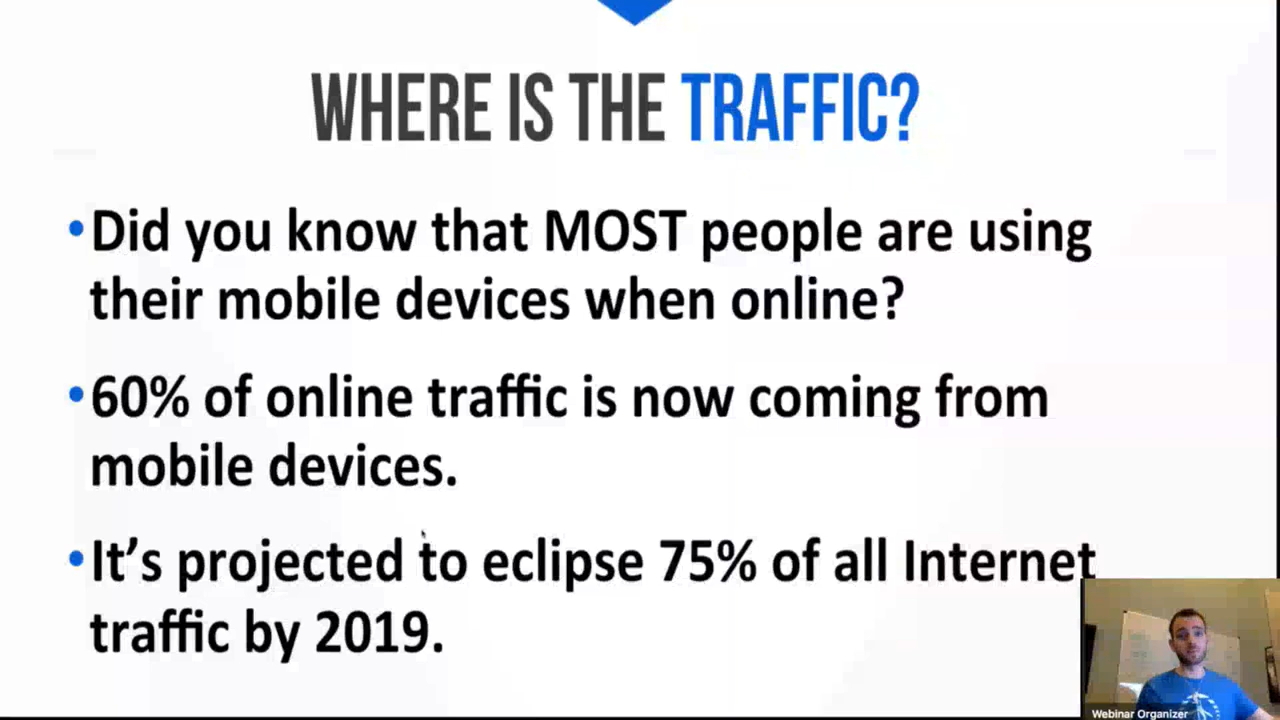 WHERE IS THE TRAFFIC?
•Did you know that MOST people are using
their mobile devices when online?
•60% of online traffic is now coming from
mobile devices.
•It’s projected to eclipse 75% of all Internet
traffic by 2019.
Webinar Organizer